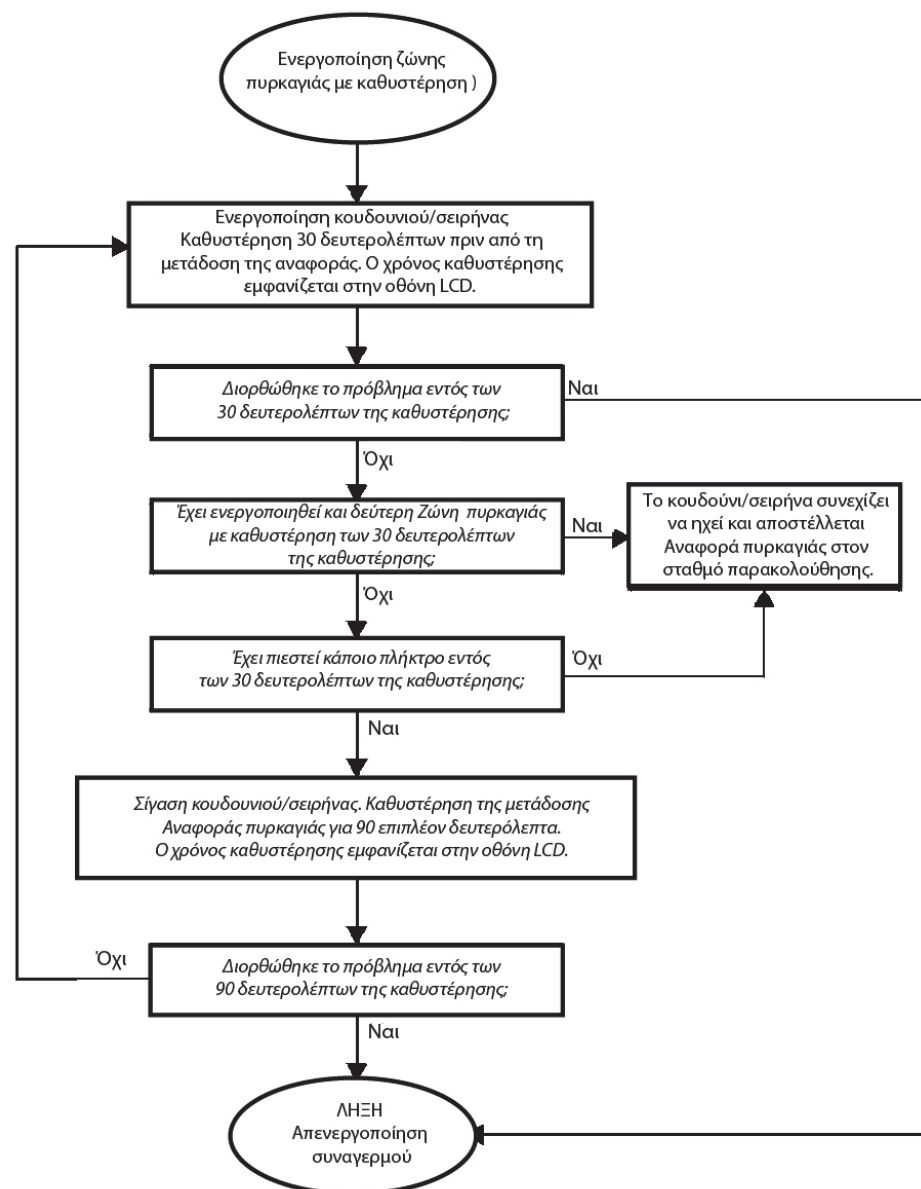 Ενεργοποίηση ζώνης
πυρκαγιάς με καθυστέρηση )
Ενεργοποίηση κουδουνιού/σειρήνας
Καθυστέρηση 30 δευτερολέπτων πριν από τη
μετάδοση της αναφοράς. Ο χρόνος καθυστέρησης
εμφανίζεται στην οθόνη LCD.
Διορθώθηκε το πρόβλημα εντός των
30 δευτερολέπτων της καθυστέρησης;
Ναι
Όχι
Έχει ενεργοποιηθεί και δεύτερη Ζώνη πυρκαγιάς
με καθυστέρηση των 30 δευτερολέπτων
της καθυστέρησης;
Ναι
Το κουδούνι/σειρήνα συνεχίζει
να ηχεί και αποστέλλεται
Αναφορά πυρκαγιάς στον
σταθμό παρακολούθησης.
Όχι
Έχει πιεστεί κάποιο πλήκτρο εντός
των 30 δευτερολέπτων της καθυστέρησης;
Όχι
Ναι
Σίγαση κουδουνιού/σειρήνας. Καθυστέρηση της μετάδοσης
Αναφοράς πυρκαγιάς για 90 επιπλέον δευτερόλεπτα.
Ο χρόνος καθυστέρησης εμφανίζεται στην οθόνη LCD.
Όχι
Διορθώθηκε το πρόβλημα εντός των
90 δευτερολέπτων της καθυστέρησης;
Ναι
ΛΗΞΗ
Απενεργοποίηση
συναγερμού